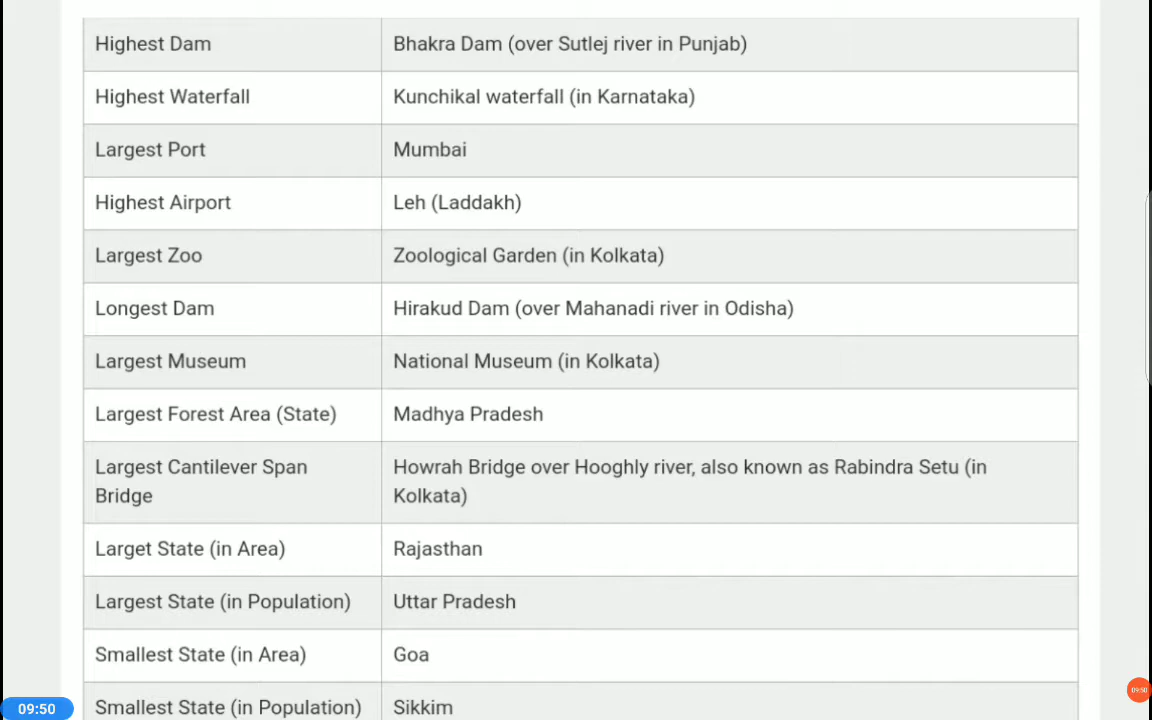 Highest Dam Bhakra Dam (over Sutlej river in Punjab)
Highest Waterfall Kunchikal waterfall (in Karnataka)
Largest Port Mumbai
Highest Airport Leh (Laddakh)
Largest Zoo Zoological Garden (in Kolkata)
Longest Dam Hirakud Dam (over Mahanadi river in Odisha)
Largest Museum National Museum (in Kolkata)
Largest Forest Area (State) Madhya Pradesh
Largest Cantilever Span Howrah Bridge over Hooghly river, also known as Rabindra Setu (in
Bridge Kolkata)
Larget State (in Area) Rajasthan
Largest State (in Population) Uttar Pradesh
Smallest State (in Area) Goa
Smallest State (in Population) Sikkim
09:50
09:50